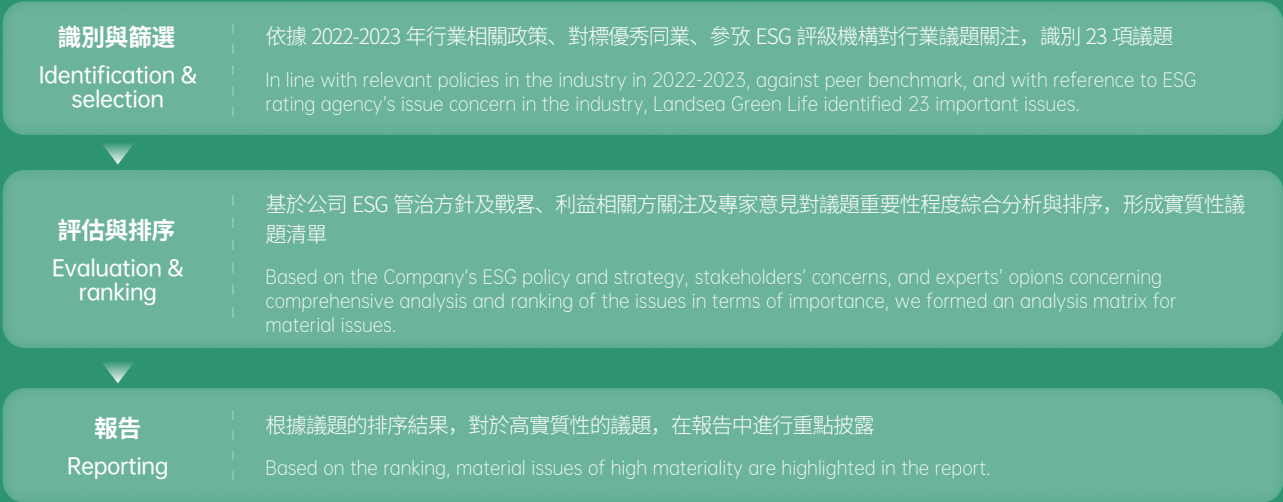 識別與篩選
Identification &
selection
依據 2022-2023 年行業相關政策、對標優秀同業、參攷 ESG 評級機構對行業議題關注，識別 23 項議題
In line with relevant policies in the industry in 2022-2023, against peer benchmark, and with reference to ESG
rating agency's issue concern in the industry, Landsea Green Life identified 23 important issues.
評估與排序
Evaluation &
ranking
基於公司 ESG 管治方針及戰畧、利益相關方關注及專家意見對議題重要性程度綜合分析與排序，形成實質性議
題清單
Based on the Company's ESG policy and strategy, stakeholders' concerns, and experts' opions concerning
comprehensive analysis and ranking of the issues in terms of importance, we formed an analysis matrix for
material issues.
報告
Reporting
根據議題的排序結果，對於高實質性的議題，在報告中進行重點披露
Based on the ranking, material issues of high materiality are highlighted in the report.